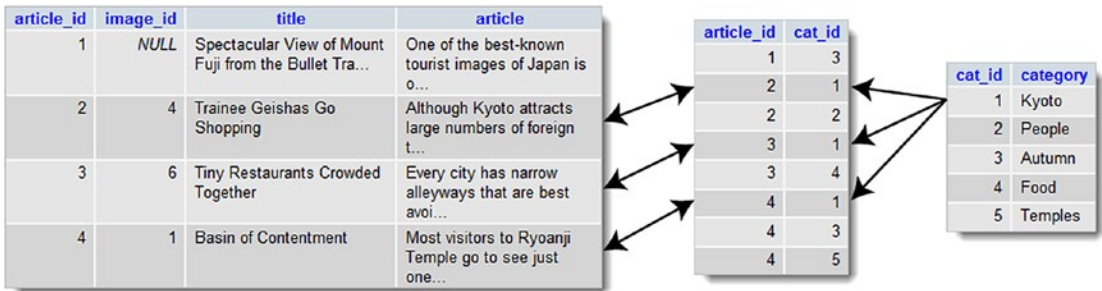 article_id image_id title article
1 NULL Spectacular View of Mount One of the best-known
Fuji from the Bullet Tra... tourist images of Japan is
o...
2 4 Trainee Geishas Go Although Kyoto attracts
Shopping large numbers of foreign
t...
3 6 Tiny Restaurants Crowded Every city has narrow
Together alleyways that are best
avoi...
4 1 Basin of Contentment Most visitors to Ryoanji
Temple go to see just
one...
article_id cat_id
1 3
2 1
2 2
3 1
3 4
4 1
4 3
4 5
cat_id category
1 Kyoto
2 People
3 Autumn
4 Food
5 Temples